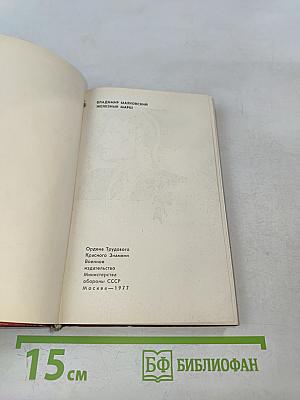 ВЛАДИМИР МАЯКОВСКИЙ
ЖЕЛЕЗНЫЙ МАРШ
Ордена Трудового
Красного Знамени
Военное
издательство
Министерства
обороны СССР
Москва—1977
15 см
БФ БИБЛИОФАН